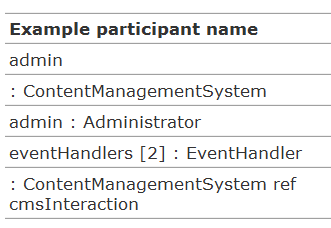 Example participant name
admin
: ContentManagementSystem
admin : Administrator
eventHandlers [2] : EventHandler
: ContentManagementSystem ref
cmsInteraction